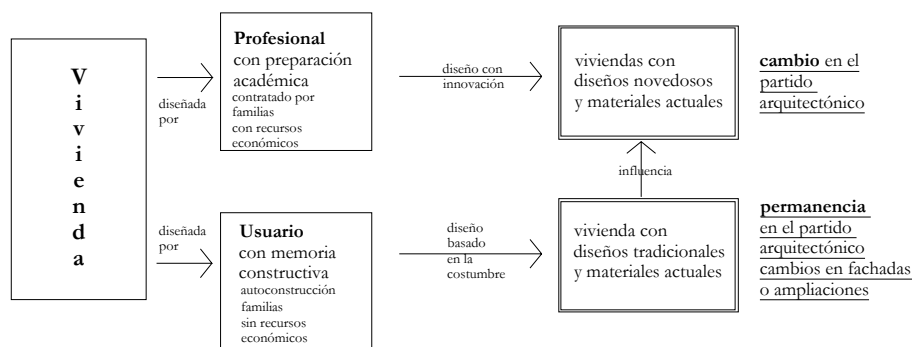 Vivienda
diseñada
por
Profesional
con preparación
académica
contratado por
familias
con recursos
económicos
diseño con
innovación
viviendas con
diseños novedosos
y materiales actuales
cambio en el
partido
arquitectónico
influencia
diseñada
por
Usuario
con memoria
constructiva
autoconstrucción
familias
sin recursos
económicos
diseño
basado
en la
costumbre
vivienda con
diseños tradicionales
y materiales actuales
permanencia
en el partido
arquitectónico
cambios en fachadas
o ampliaciones